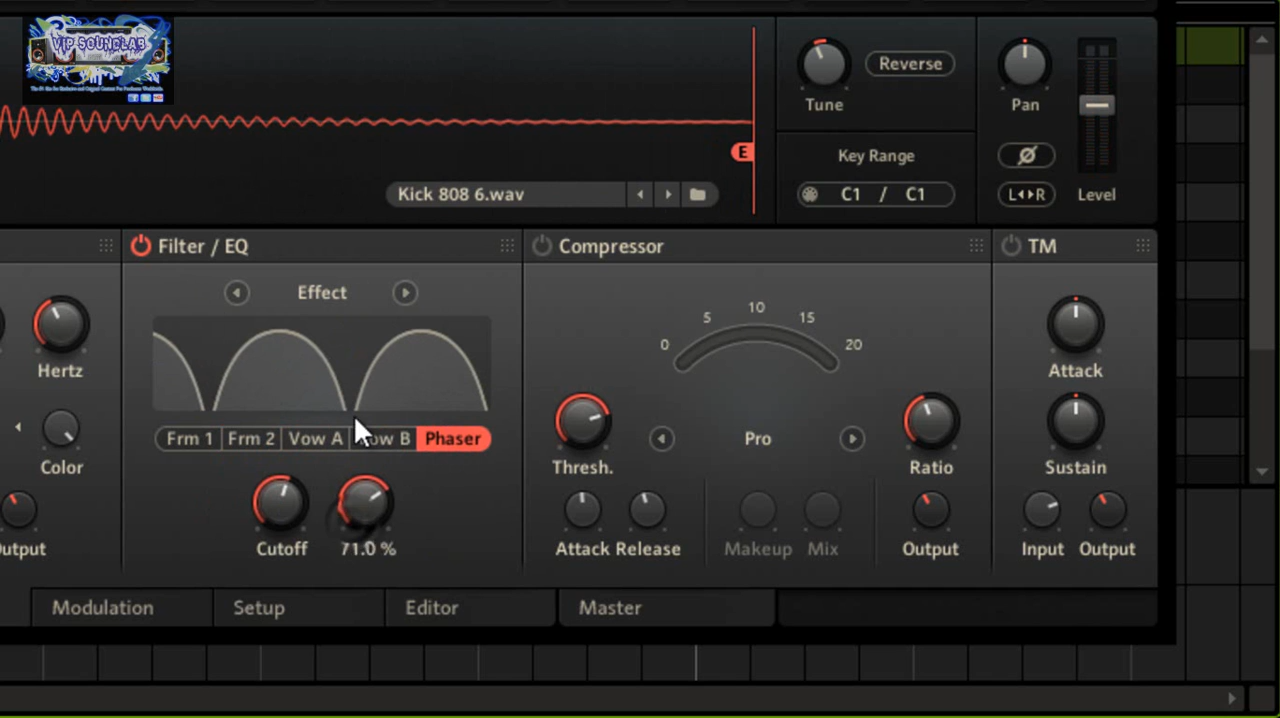 VIP SOUNDLAB
Tune
Reverse
Pan
E
Key Range
Kick 808 6.wav
C1 / C1
L R
Level
Filter / EQ
Compressor
TM
Effect
0 5 10 15 20
Hertz
Attack
Frm 1 Frm 2 Vow A ow B Phaser
Pro
Color
Thresh.
Ratio
Sustain
Cutoff
71.0 %
utput
Attack Release
Makeup Mix
Output
Input Output
Modulation
Setup
Editor
Master